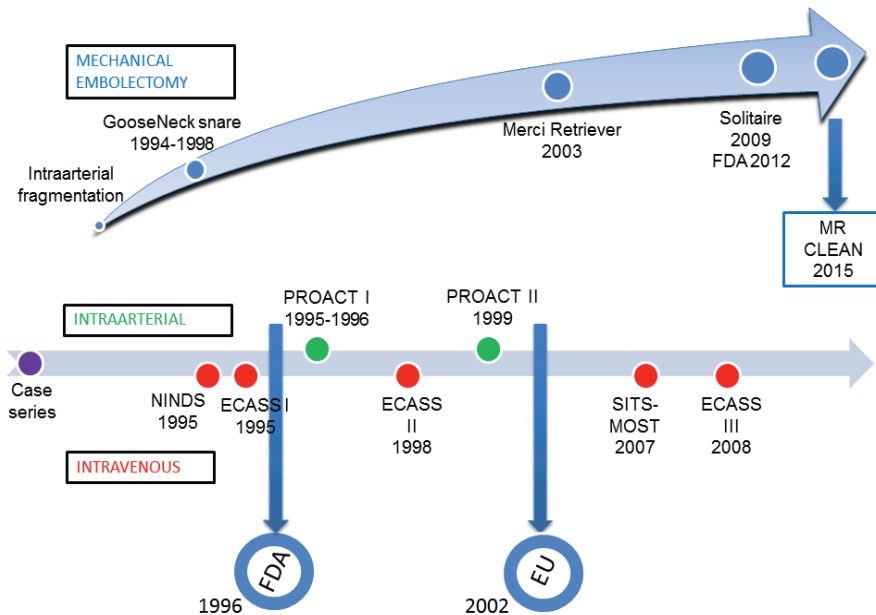 MECHANICAL
EMBOLECTOMY
GooseNeck snare
1994-1998
Intraarterial
fragmentation
Merci Retriever
2003
Solitaire
2009
FDA 2012
MR
CLEAN
2015
INTRAARTERIAL
PROACT I
1995-1996
PROACT II
1999
Case
series
NINDS
1995
ECASS I
1995
ECASS
II
1998
SITS-
MOST
2007
ECASS
III
2008
INTRAVENOUS
1996
FDA
2002
EU